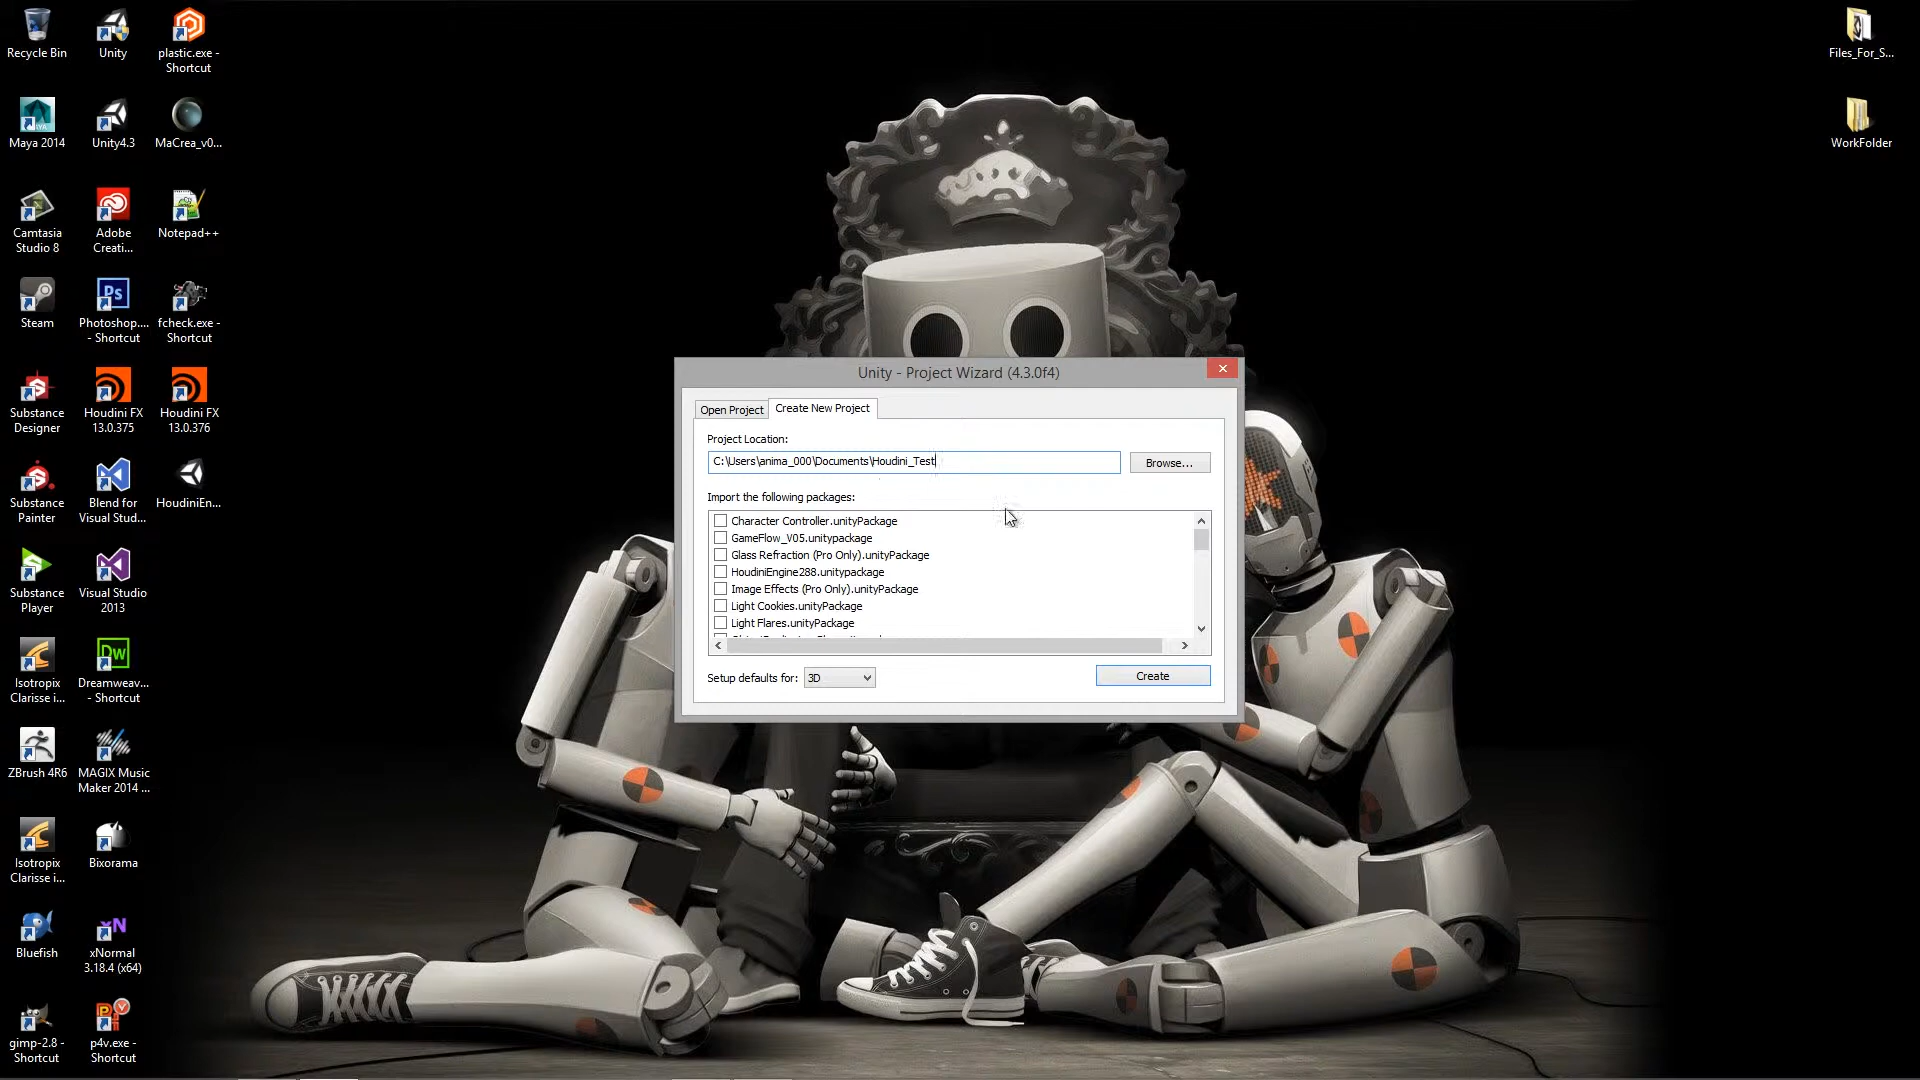 Recycle Bin
Unity
plastic.exe -
Shortcut
Files_For_S...
Maya 2014
Unity4.3
MaCrea_v0...
WorkFolder
Camtasia
Studio 8
Adobe
Creati...
Notepad++
Steam
Photoshop....
- Shortcut
fcheck.exe -
Shortcut
Substance
Designer
Houdini FX
13.0.375
Houdini FX
13.0.376
Substance
Painter
Blend for
Visual Stud...
HoudiniEn...
Substance
Player
Visual Studio
2013
Isotropix
Clarisse i...
Dreamweav...
- Shortcut
ZBrush 4R6
MAGIX Music
Maker 2014 ...
Isotropix
Clarisse i...
Bixorama
Bluefish
xNormal
3.18.4 (x64)
gimp-2.8 -
Shortcut
p4v.exe -
Shortcut
Unity - Project Wizard (4.3.0f4)
Open Project
Create New Project
Project Location:
C:\Users\anima_000\Documents\Houdini_Test
Browse...
Import the following packages:
Character Controller.unityPackage
GameFlow_V05.unitypackage
Glass Refraction (Pro Only).unityPackage
HoudiniEngine288.unitypackage
Image Effects (Pro Only).unityPackage
Light Cookies.unityPackage
Light Flares.unityPackage
Setup defaults for:
3D
Create